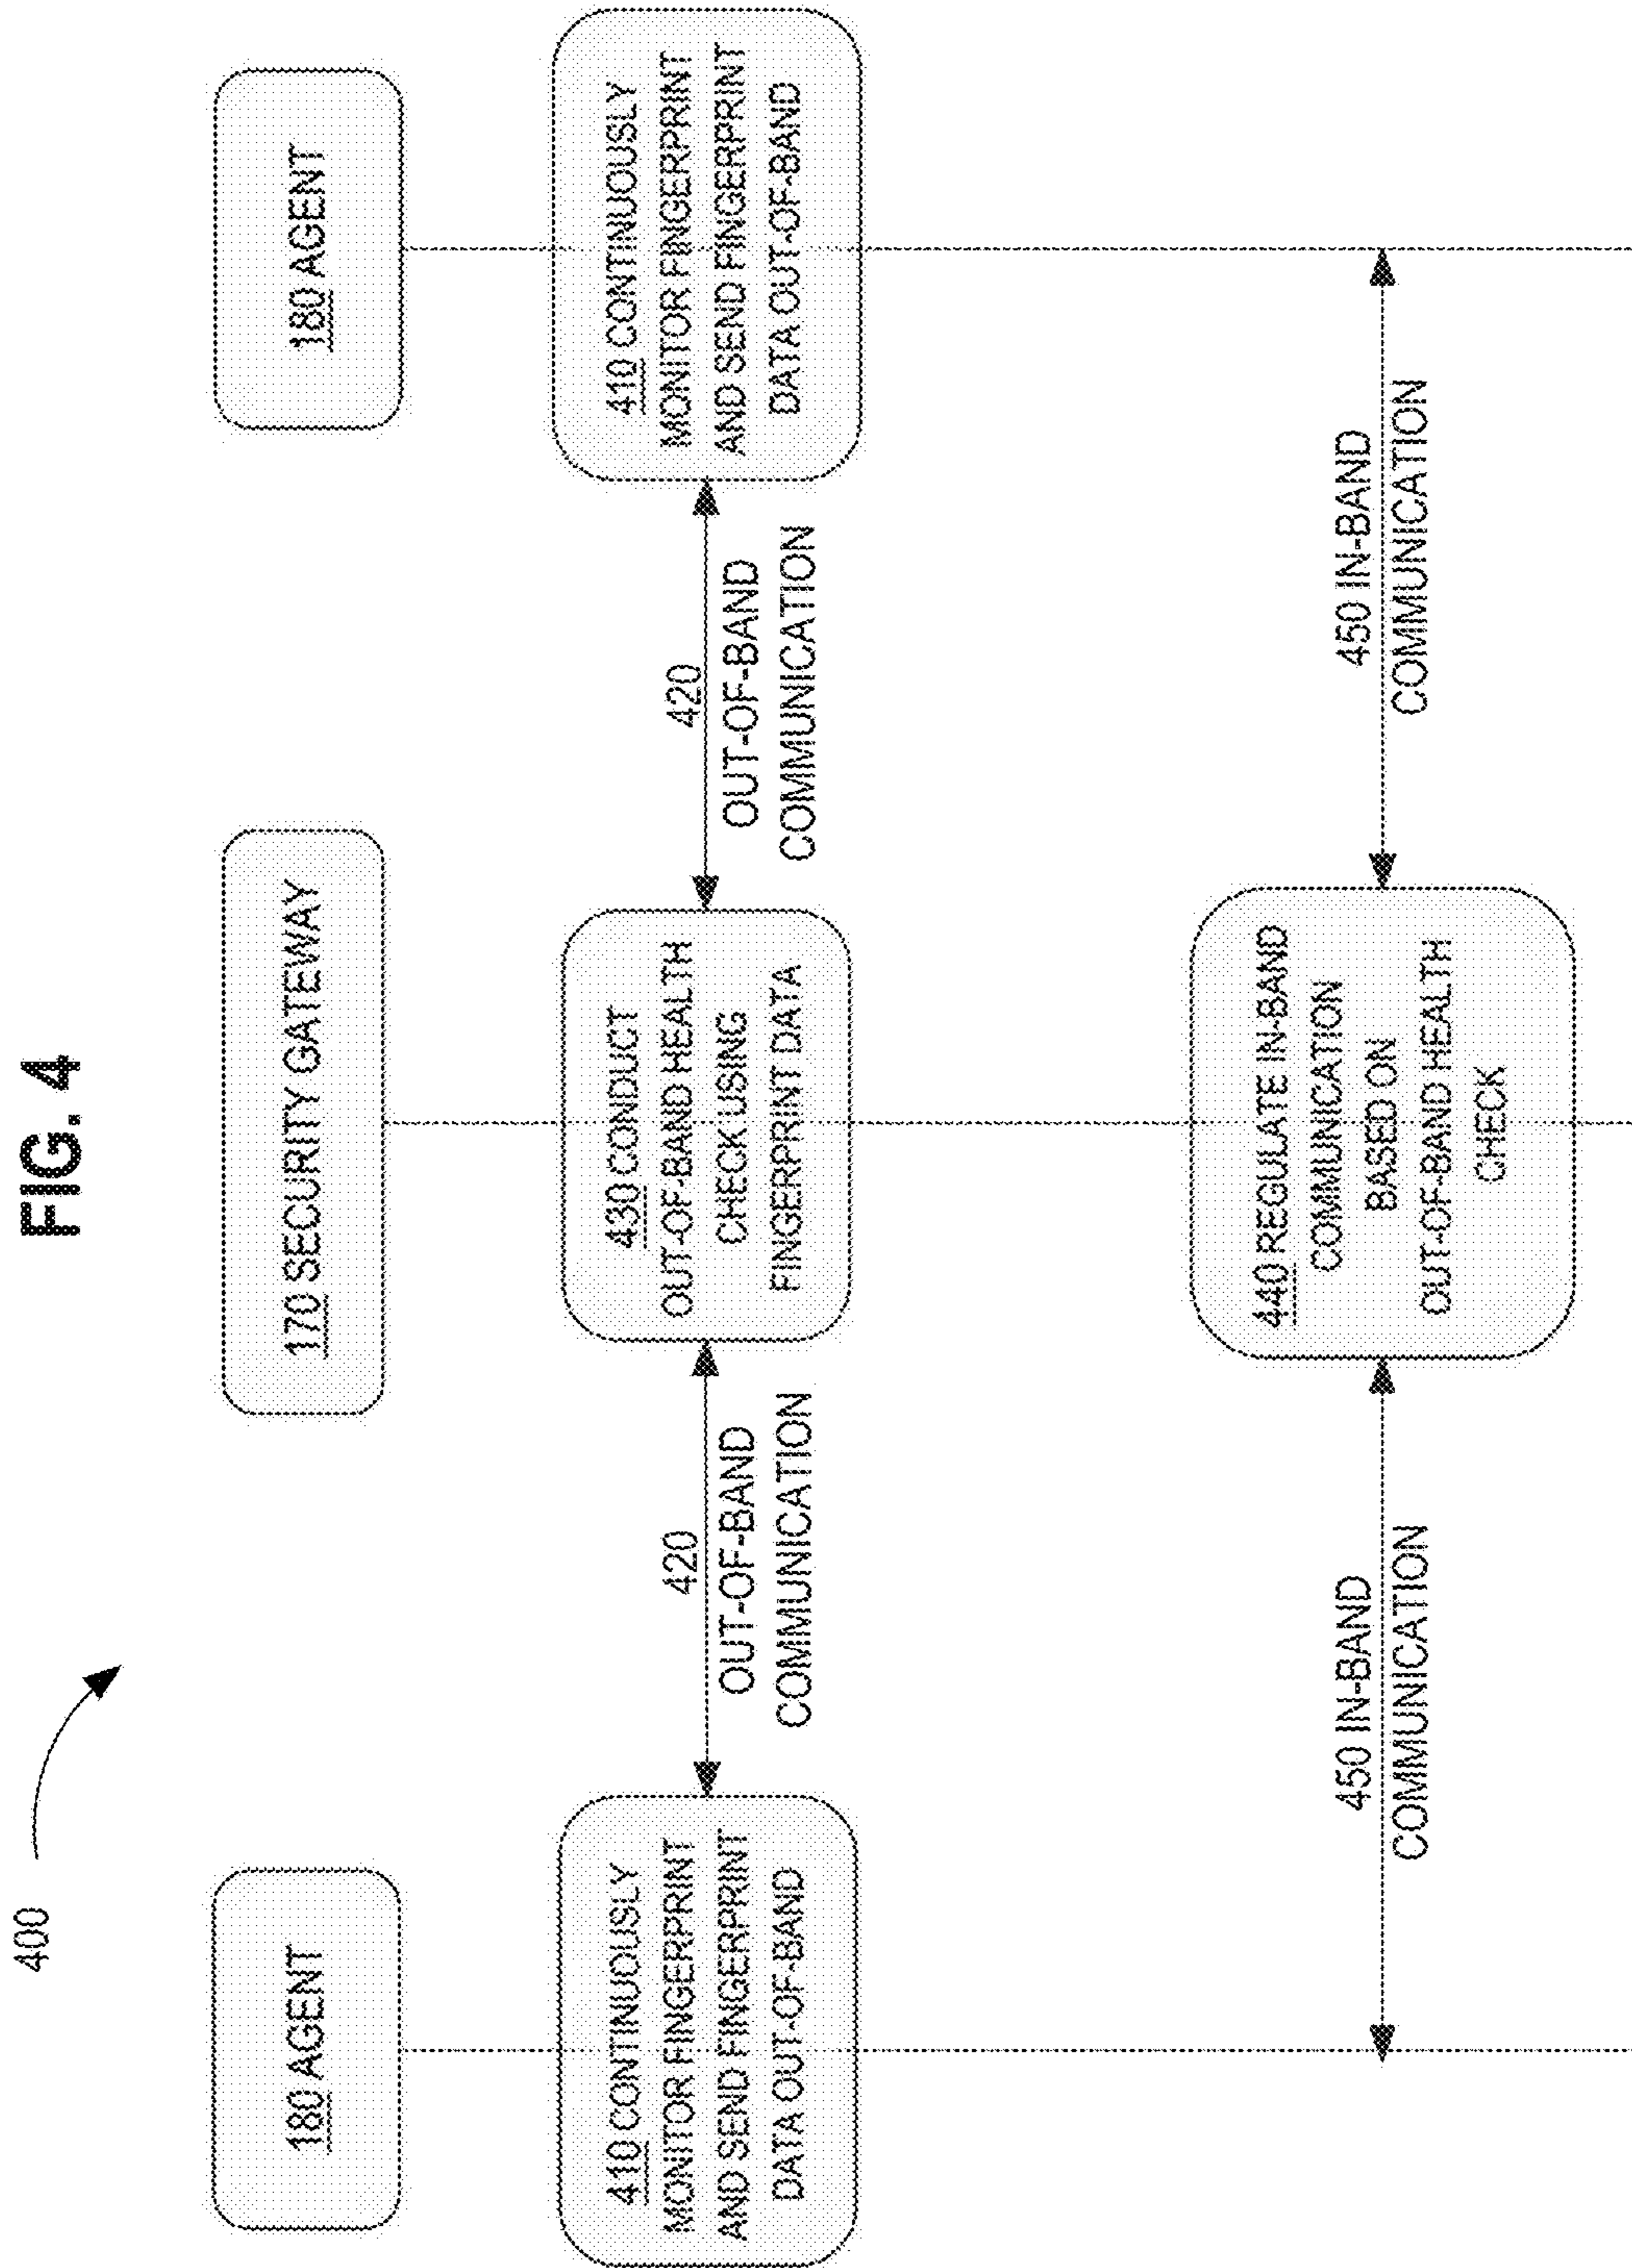 FIG. 4
400
180 AGENT
170 SECURITY GATEWAY
180 AGENT
410 CONTINUOUSLY
MONITOR FINGERPRINT
AND SEND FINGERPRINT
DATA OUT-OF-BAND
420
OUT-OF-BAND
COMMUNICATION
430 CONDUCT
OUT-OF-BAND HEALTH
CHECK USING
FINGERPRINT DATA
420
OUT-OF-BAND
COMMUNICATION
410 CONTINUOUSLY
MONITOR FINGERPRINT
AND SEND FINGERPRINT
DATA OUT-OF-BAND
450 IN-BAND
COMMUNICATION
440 REGULATE IN-BAND
COMMUNICATION
BASED ON
OUT-OF-BAND HEALTH
CHECK
450 IN-BAND
COMMUNICATION